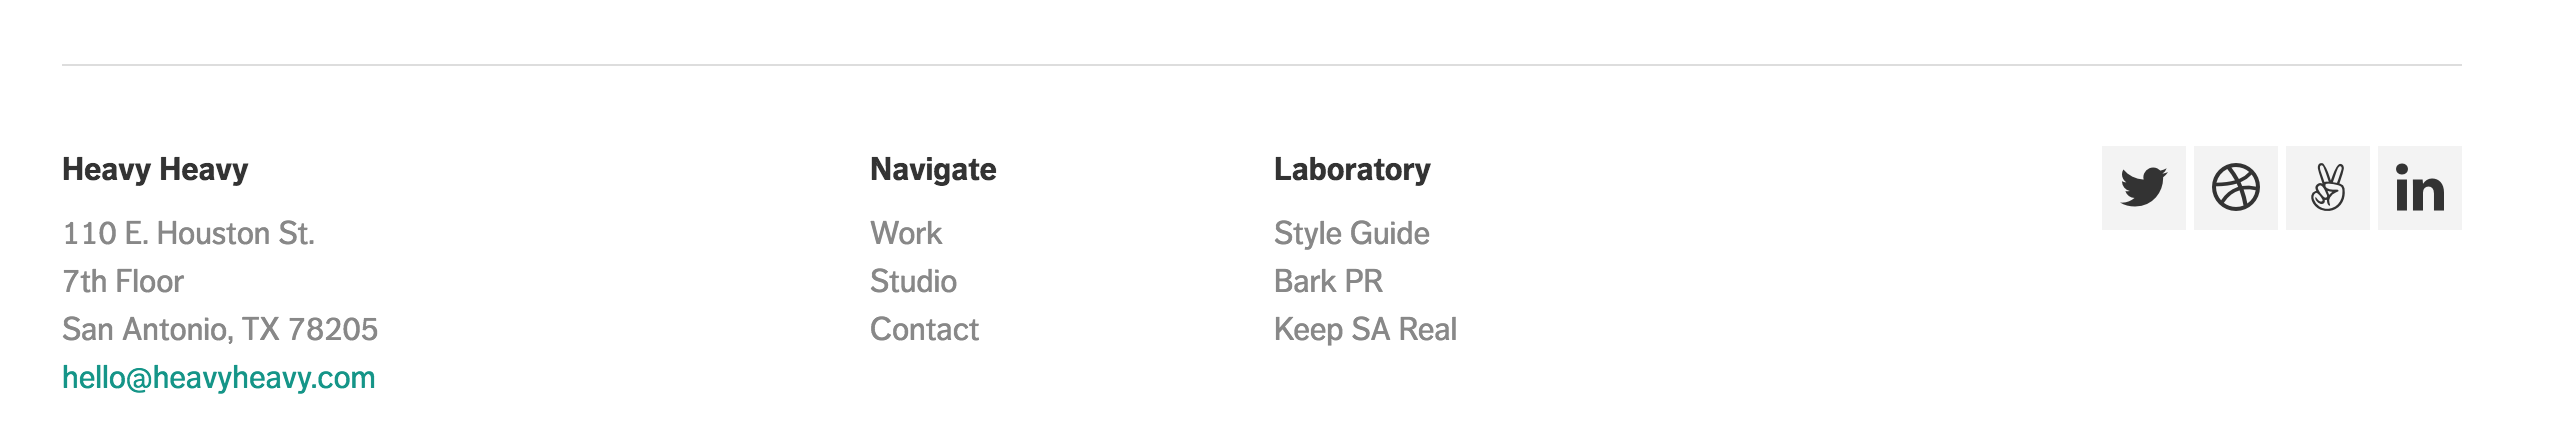 Heavy Heavy
110 E. Houston St.
7th Floor
San Antonio, TX 78205
hello@heavyheavy.com
Navigate
Work
Studio
Contact
Laboratory
Style Guide
Bark PR
Keep SA Real
in